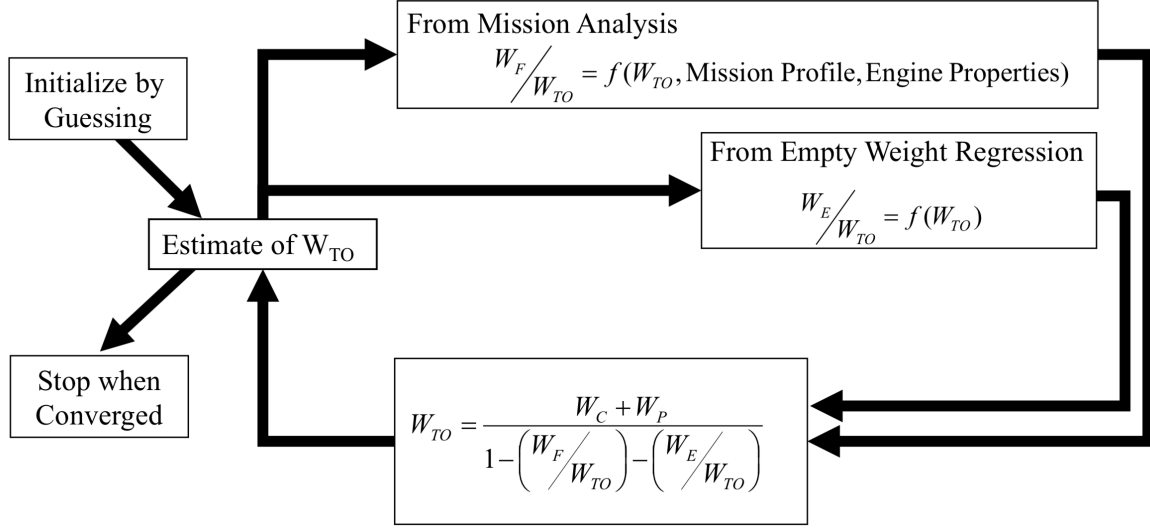 From Mission Analysis
W_F/W_TO = f(W_TO, Mission Profile, Engine Properties)
Initialize by
Guessing
From Empty Weight Regression
W_E/W_TO = f(W_TO)
Estimate of W_TO
Stop when
Converged
W_TO = (W_C + W_P)/(1 − (W_F/W_TO) − (W_E/W_TO))